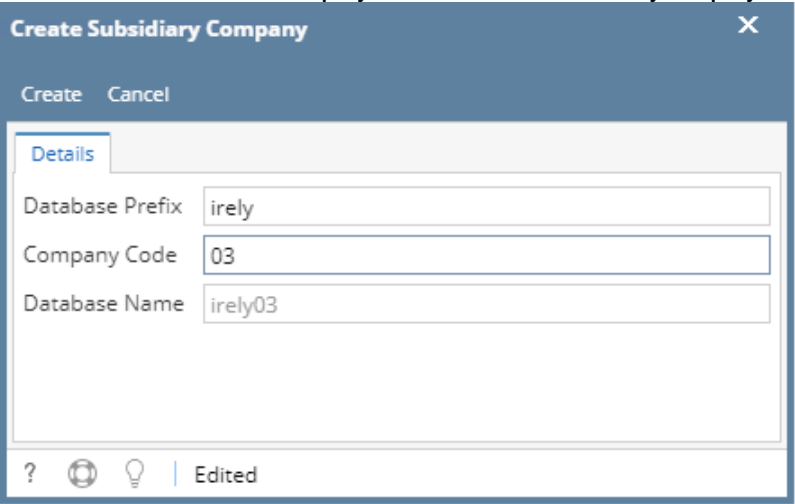 Create Subsidiary Company
Create Cancel
Details
Database Prefix irely
Company Code 03
Database Name irely03
? Edited